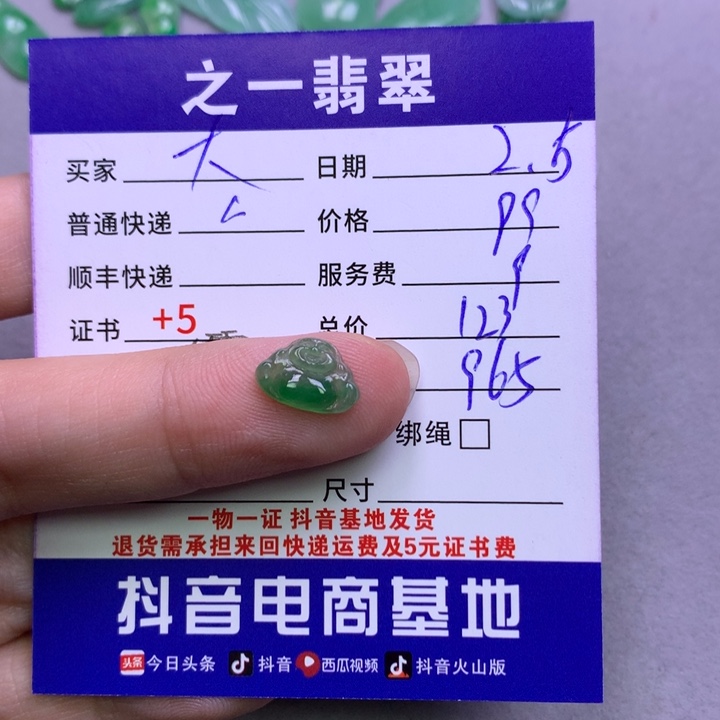 之一翡翠
买家 大 日期 2.5
普通快递 价格 99
顺丰快递 服务费 9
证书 +5 总价 123
965
绑绳
尺寸
一物一证 抖音基地发货
退货需承担来回快递运费及5元证书费
抖音电商基地
头条 今日头条 抖音 西瓜视频 抖音火山版